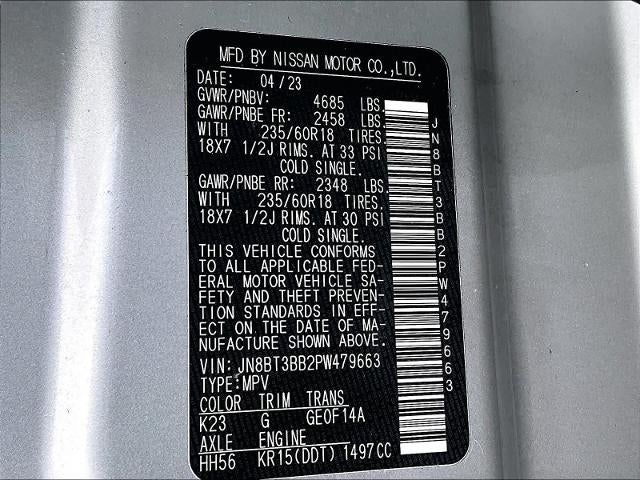 MFD BY NISSAN MOTOR CO.,LTD.
DATE: 04/23
GVWR/PNBV: 4685 LBS.
GAWR/PNBE FR: 2458 LBS.
WITH 235/60R18 TIRES.
18X7 1/2J RIMS. AT 33 PSI
COLD SINGLE.
GAWR/PNBE RR: 2348 LBS.
WITH 235/60R18 TIRES.
18X7 1/2J RIMS. AT 30 PSI
COLD SINGLE.
THIS VEHICLE CONFORMS
TO ALL APPLICABLE FED-
ERAL MOTOR VEHICLE SA-
FETY AND THEFT PREVEN-
TION STANDARDS IN EFF-
ECT ON THE DATE OF MA-
NUFACTURE SHOWN ABOVE.
VIN: JN8BT3BB2PW479663
TYPE:MPV
COLOR TRIM TRANS
K23 G GE0F14A
AXLE ENGINE
HH56 KR15(DDT) 1497CC
JN8BT3BB2PW479663